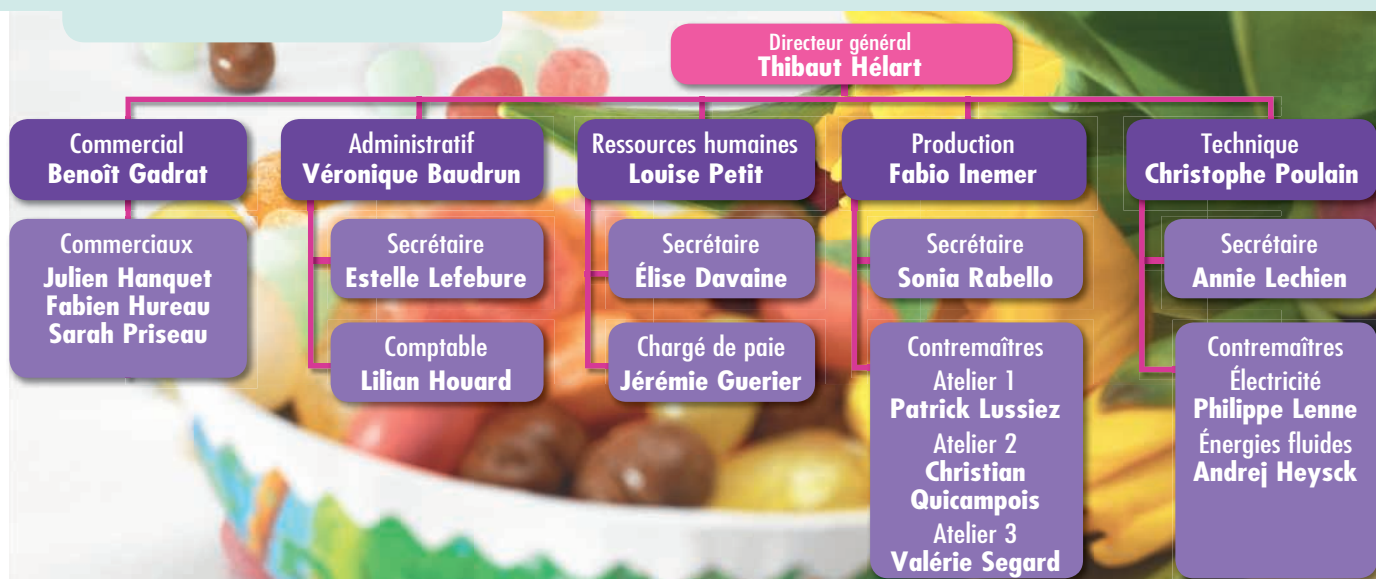 Directeur général
Thibaut Hélart
Commercial
Benoît Gadrat
Administratif
Véronique Baudrun
Ressources humaines
Louise Petit
Production
Fabio Inemer
Technique
Christophe Poulain
Commerciaux
Julien Hanquet
Fabien Hureau
Sarah Priseau
Secrétaire
Estelle Lefebure
Comptable
Lilian Houard
Secrétaire
Élise Davaine
Chargé de paie
Jérémie Guerier
Secrétaire
Sonia Rabello
Contremaîtres
Atelier 1
Patrick Lussiez
Atelier 2
Christian
Quicampois
Atelier 3
Valérie Segard
Secrétaire
Annie Lechien
Contremaîtres
Électricité
Philippe Lenne
Énergies fluides
Andrej Heysck